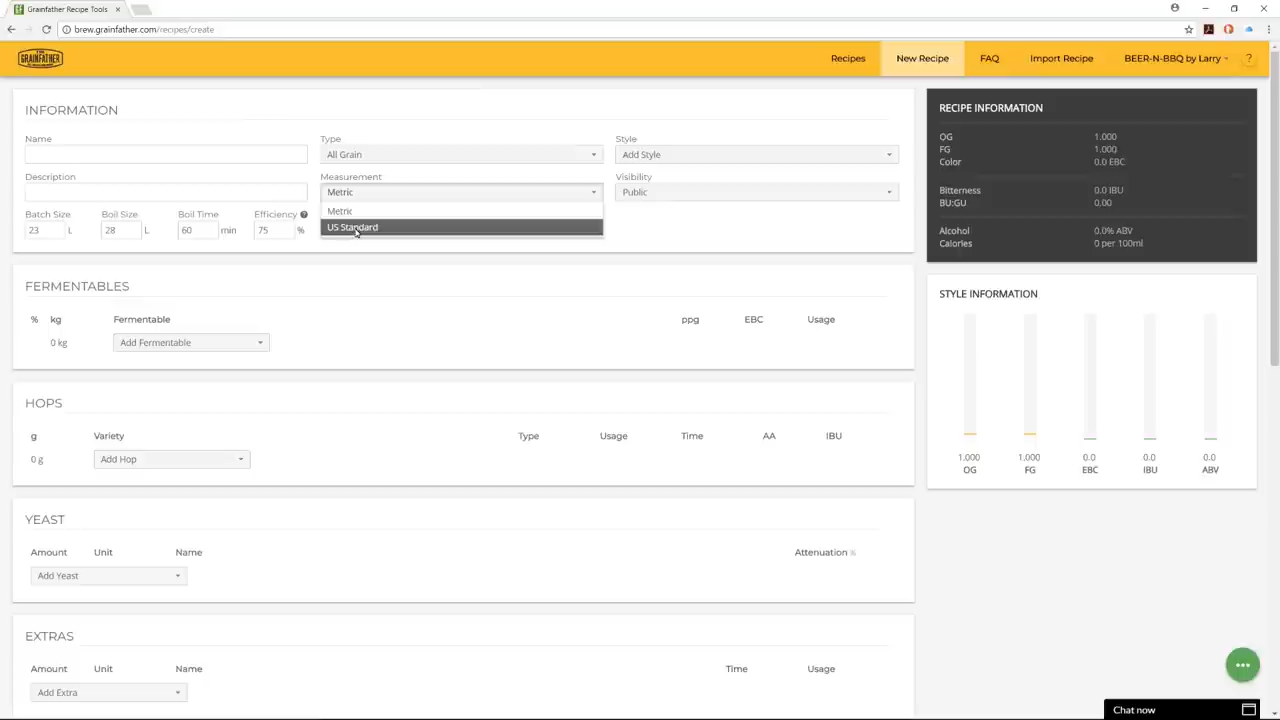 Grainfather Recipe Tools
brew.grainfather.com/recipes/create
THE GRAINFATHER
Recipes
New Recipe
FAQ
Import Recipe
BEER-N-BBQ by Larry
?
INFORMATION
Name
Type
All Grain
Style
Add Style
Description
Measurement
Metric
Metric
US Standard
Visibility
Public
Batch Size
23 L
Boil Size
28 L
Boil Time
60 min
Efficiency ?
75 %
FERMENTABLES
% kg Fermentable ppg EBC Usage
0 kg Add Fermentable
HOPS
g Variety Type Usage Time AA IBU
0 g Add Hop
YEAST
Amount Unit Name Attenuation %
Add Yeast
EXTRAS
Amount Unit Name Time Usage
Add Extra
RECIPE INFORMATION
OG 1.000
FG 1.000
Color 0.0 EBC
Bitterness 0.0 IBU
BU:GU 0.00
Alcohol 0.0% ABV
Calories 0 per 100ml
STYLE INFORMATION
1.000 1.000 0.0 0.0 0.0
OG FG EBC IBU ABV
Chat now